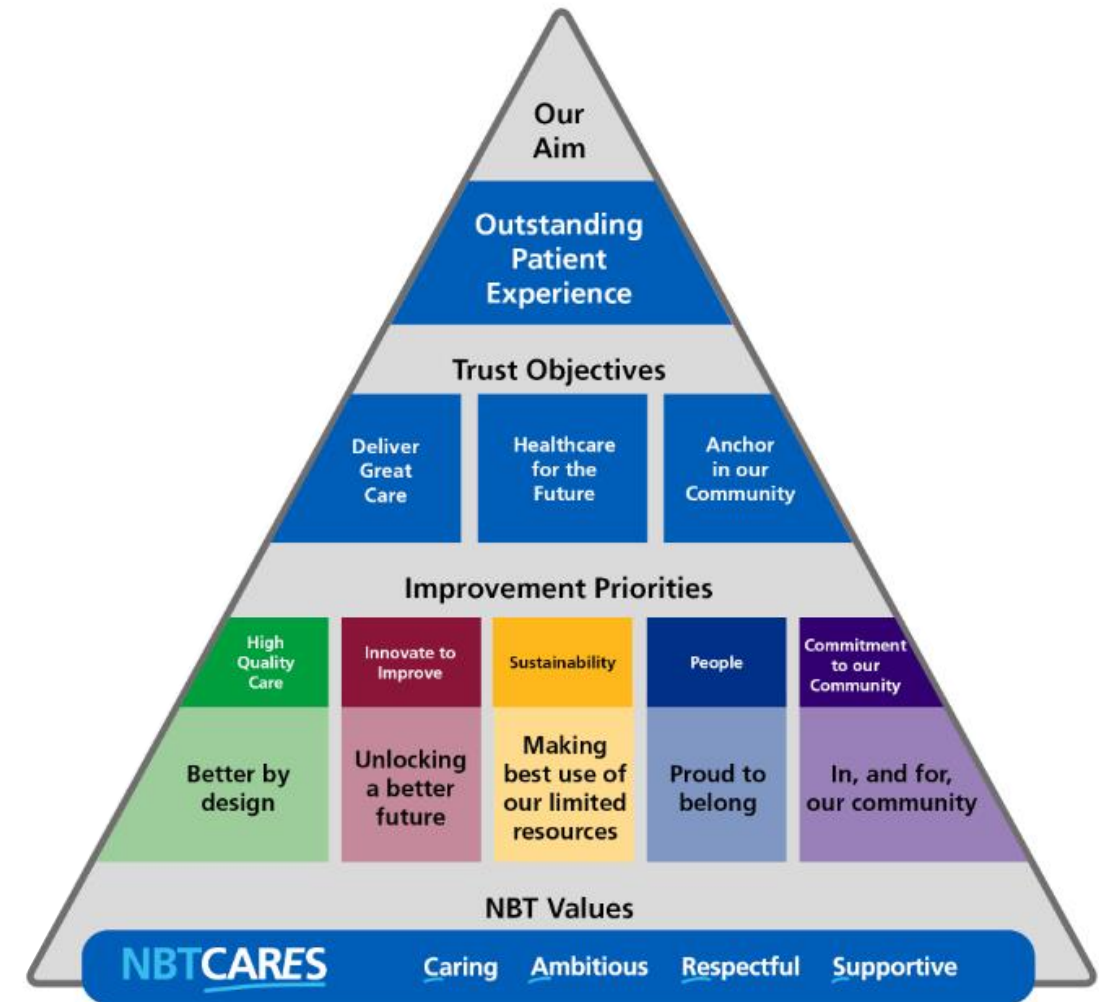 Our
Aim
Outstanding
Patient
Experience
Trust Objectives
Deliver
Great
Care
Healthcare
for the
Future
Anchor
in our
Community
Improvement Priorities
High
Quality
Care
Innovate to
Improve
Sustainability
People
Commitment
to our
Community
Better by
design
Unlocking
a better
future
Making
best use of
our limited
resources
Proud to
belong
In, and for,
our community
NBT Values
NBTCARES
Caring Ambitious Respectful Supportive